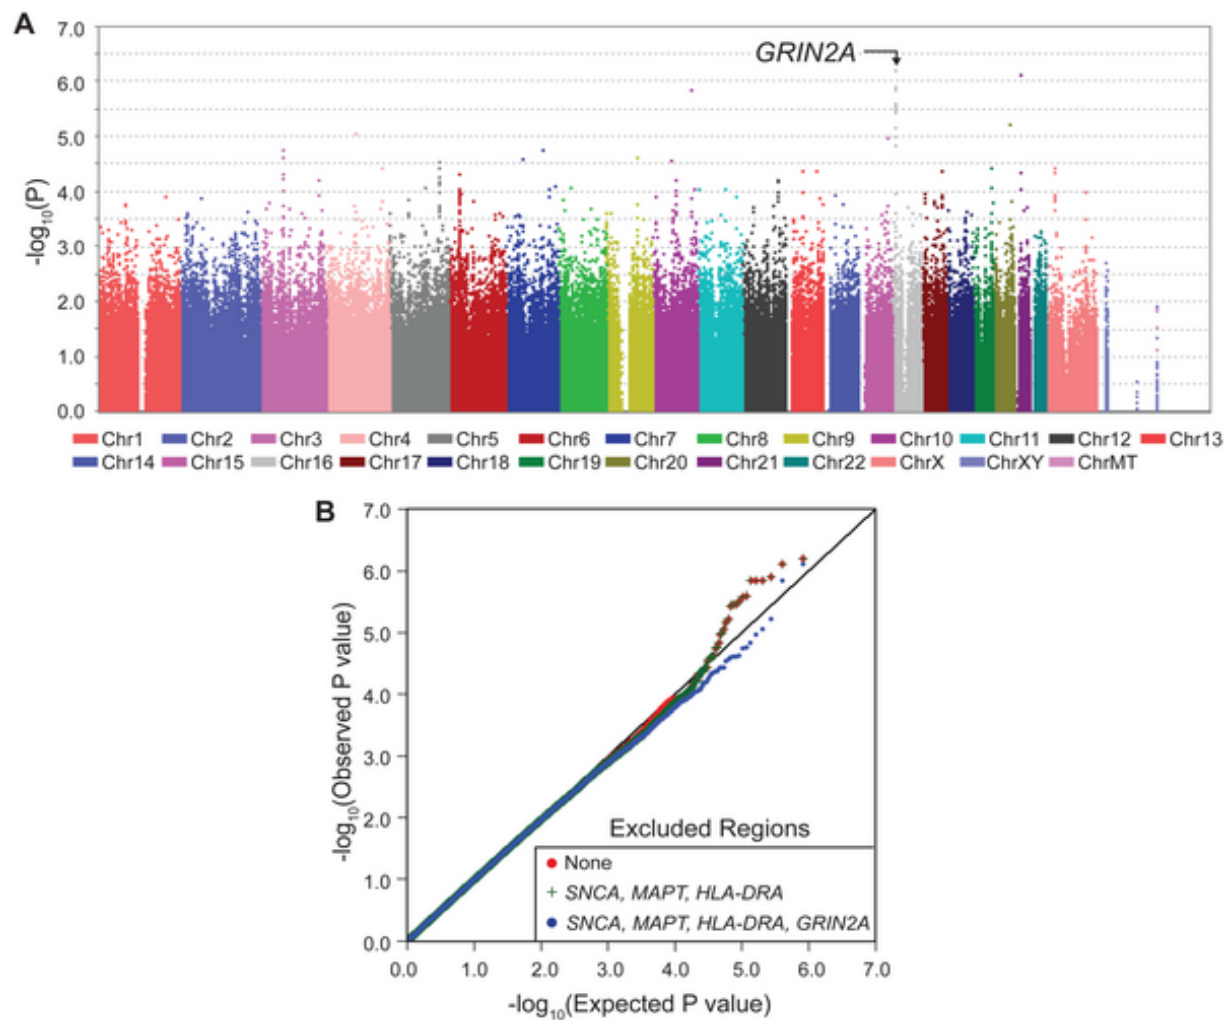 A
GRIN2A
-log10(P)
7.0
6.0
5.0
4.0
3.0
2.0
1.0
0.0
Chr1 Chr2 Chr3 Chr4 Chr5 Chr6 Chr7 Chr8 Chr9 Chr10 Chr11 Chr12 Chr13
Chr14 Chr15 Chr16 Chr17 Chr18 Chr19 Chr20 Chr21 Chr22 ChrX ChrXY ChrMT
B
-log10(Observed P value)
7.0
6.0
5.0
4.0
3.0
2.0
1.0
0.0
Excluded Regions
None
SNCA, MAPT, HLA-DRA
SNCA, MAPT, HLA-DRA, GRIN2A
0.0 1.0 2.0 3.0 4.0 5.0 6.0 7.0
-log10(Expected P value)